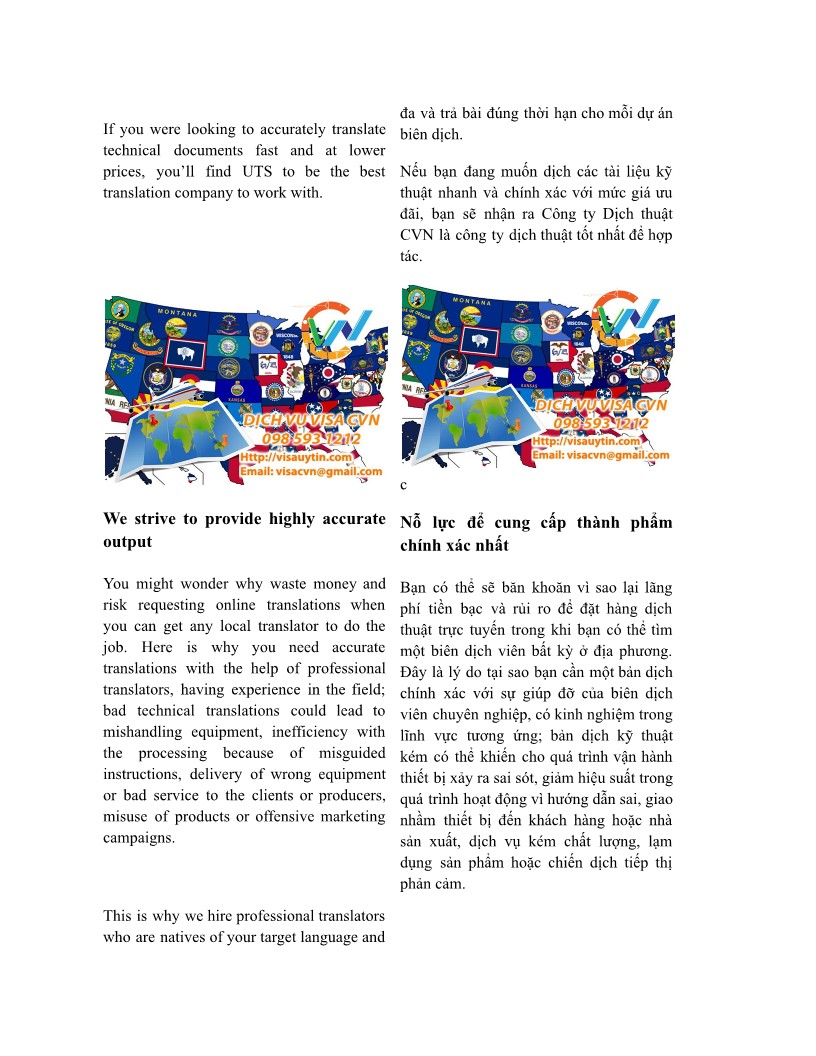 If you were looking to accurately translate
technical documents fast and at lower
prices, you’ll find UTS to be the best
translation company to work with.
MONTANA
WISCONSIN
1848
KANSAS
DỊCH VỤ VISA CVN
098 593 1212
Http://visauytin.com
Email: visacvn@gmail.com
We strive to provide highly accurate
output
You might wonder why waste money and
risk requesting online translations when
you can get any local translator to do the
job. Here is why you need accurate
translations with the help of professional
translators, having experience in the field;
bad technical translations could lead to
mishandling equipment, inefficiency with
the processing because of misguided
instructions, delivery of wrong equipment
or bad service to the clients or producers,
misuse of products or offensive marketing
campaigns.
This is why we hire professional translators
who are natives of your target language and
đa và trả bài đúng thời hạn cho mỗi dự án
biên dịch.
Nếu bạn đang muốn dịch các tài liệu kỹ
thuật nhanh và chính xác với mức giá ưu
đãi, bạn sẽ nhận ra Công ty Dịch thuật
CVN là công ty dịch thuật tốt nhất để hợp
tác.
MONTANA
WISCONSIN
1848
KANSAS
DỊCH VỤ VISA CVN
098 593 1212
Http://visauytin.com
Email: visacvn@gmail.com
c
Nỗ lực để cung cấp thành phẩm
chính xác nhất
Bạn có thể sẽ băn khoăn vì sao lại lãng
phí tiền bạc và rủi ro để đặt hàng dịch
thuật trực tuyến trong khi bạn có thể tìm
một biên dịch viên bất kỳ ở địa phương.
Đây là lý do tại sao bạn cần một bản dịch
chính xác với sự giúp đỡ của biên dịch
viên chuyên nghiệp, có kinh nghiệm trong
lĩnh vực tương ứng; bản dịch kỹ thuật
kém có thể khiến cho quá trình vận hành
thiết bị xảy ra sai sót, giảm hiệu suất trong
quá trình hoạt động vì hướng dẫn sai, giao
nhầm thiết bị đến khách hàng hoặc nhà
sản xuất, dịch vụ kém chất lượng, lạm
dụng sản phẩm hoặc chiến dịch tiếp thị
phản cảm.